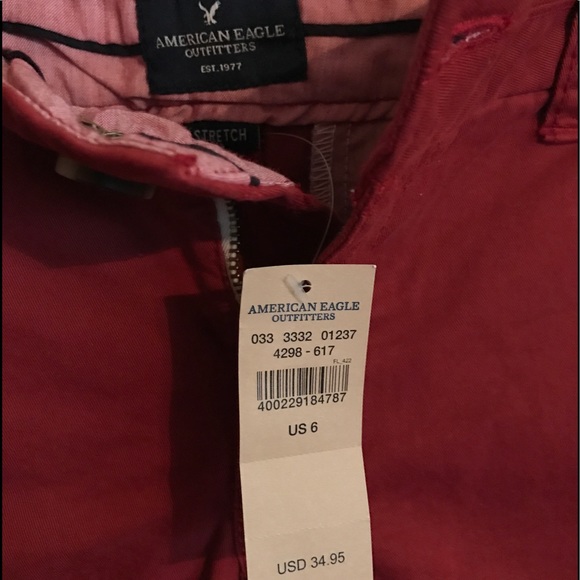 AMERICAN EAGLE
OUTFITTERS
EST. 1977
STRETCH
AMERICAN EAGLE
OUTFITTERS
033 3332 01237
4298 - 617
FL_422
400229184787
US 6
USD 34.95